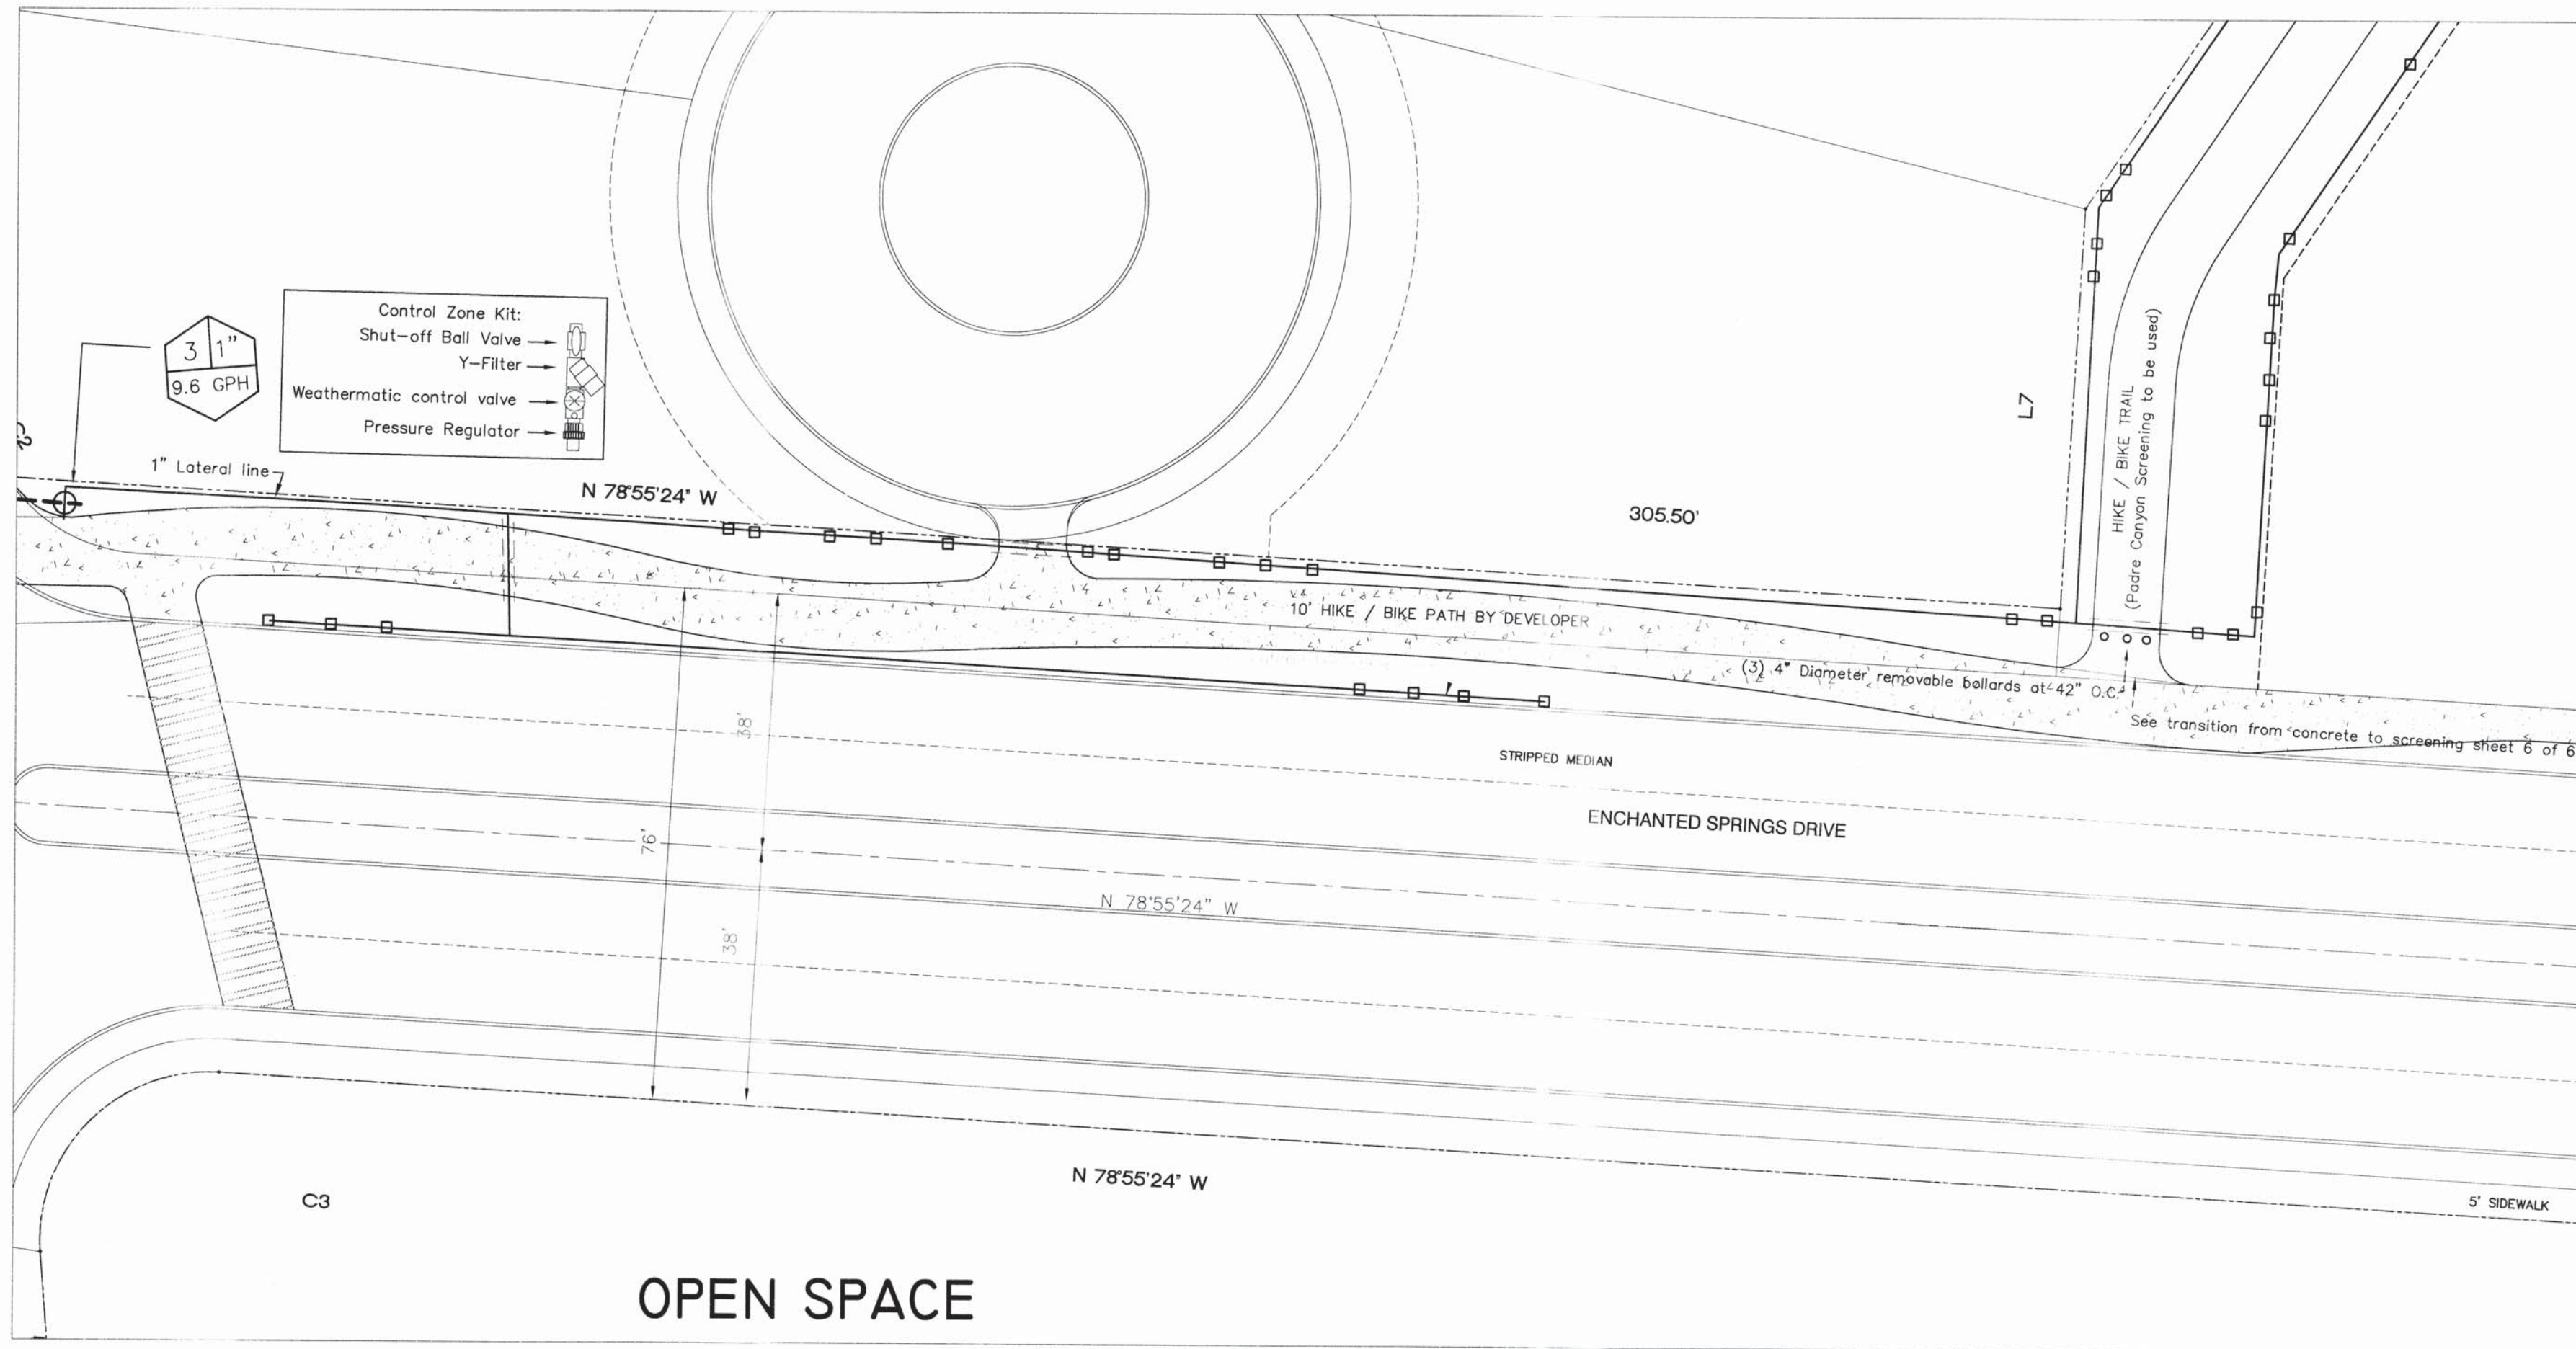 Control Zone Kit:
Shut-off Ball Valve
Y-Filter
Weathermatic control valve
Pressure Regulator
3 1"
9.6 GPH
1" Lateral line
N 78°55'24" W
305.50'
L7
HIKE / BIKE TRAIL
(Padre Canyon Screening to be used)
10' HIKE / BIKE PATH BY DEVELOPER
(3) 4" Diameter removable bollards at 42" O.C.
See transition from concrete to screening sheet 6 of 6
38'
76'
38'
STRIPPED MEDIAN
ENCHANTED SPRINGS DRIVE
N 78°55'24" W
N 78°55'24" W
C3
5' SIDEWALK
OPEN SPACE